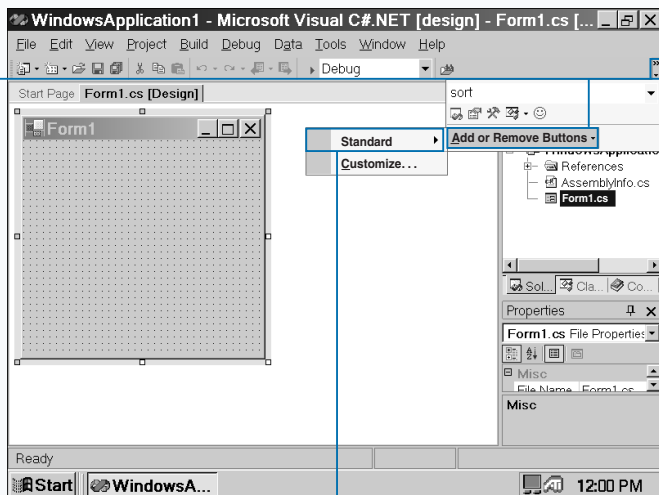 WindowsApplication1 - Microsoft Visual C#.NET [design] - Form1.cs [...
File Edit View Project Build Debug Data Tools Window Help
Debug
Start Page Form1.cs [Design]
sort
Form1
Standard
Customize...
Add or Remove Buttons
WindowsApplicatio
References
AssemblyInfo.cs
Form1.cs
Sol... Cla... Co...
Properties
Form1.cs File Properties
Misc
File Name Form1.cs
Misc
Ready
Start WindowsA... 12:00 PM